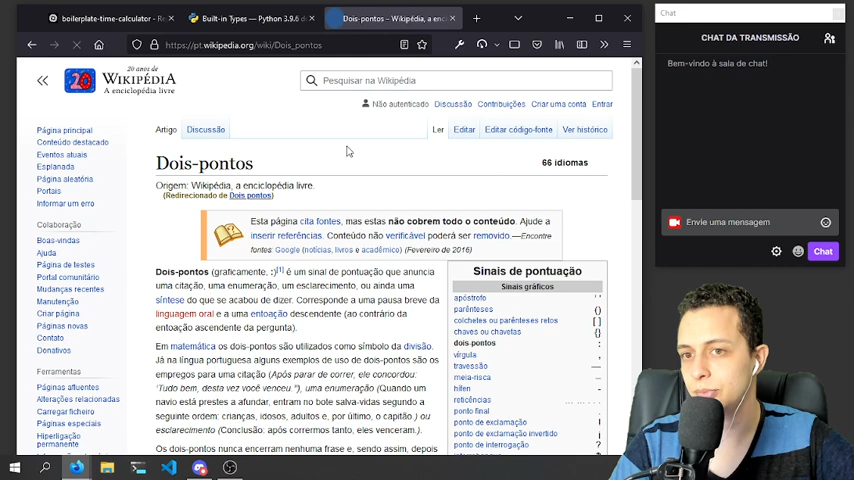 boilerplate-time-calculator - Re
Built-in Types — Python 3.9.6 d
Dois-pontos – Wikipédia, a encicl
https://pt.wikipedia.org/wiki/Dois_pontos
20 anos de
WIKIPÉDIA
A enciclopédia livre
Pesquisar na Wikipédia
Não autenticado Discussão Contribuições Criar uma conta Entrar
Artigo Discussão Ler Editar Editar código-fonte Ver histórico
Página principal
Conteúdo destacado
Eventos atuais
Esplanada
Página aleatória
Portais
Informar um erro
Colaboração
Boas-vindas
Ajuda
Página de testes
Portal comunitário
Mudanças recentes
Manutenção
Criar página
Páginas novas
Contato
Donativos
Ferramentas
Páginas afluentes
Alterações relacionadas
Carregar ficheiro
Páginas especiais
Hiperligação
permanente
Dois-pontos
66 idiomas
Origem: Wikipédia, a enciclopédia livre.
(Redirecionado de Dois pontos)
Esta página cita fontes, mas estas não cobrem todo o conteúdo. Ajude a
inserir referências. Conteúdo não verificável poderá ser removido.—Encontre
fontes: Google (notícias, livros e acadêmico) (Fevereiro de 2016)
Dois-pontos (graficamente, :)[1] é um sinal de pontuação que anuncia
uma citação, uma enumeração, um esclarecimento, ou ainda uma
síntese do que se acabou de dizer. Corresponde a uma pausa breve da
linguagem oral e a uma entoação descendente (ao contrário da
entoação ascendente da pergunta).
Em matemática os dois-pontos são utilizados como símbolo da divisão.
Já na língua portuguesa alguns exemplos de uso de dois-pontos são os
empregos para uma citação (Após parar de correr, ele concordou:
'Tudo bem, desta vez você venceu."), uma enumeração (Quando um
navio está prestes a afundar, entram no bote salva-vidas segundo a
seguinte ordem: crianças, idosos, adultos e, por último, o capitão.) ou
esclarecimento (Conclusão: após corrermos tanto, eles venceram.).
Os dois-pontos nunca encerram nenhuma frase e, sendo assim, depois
Sinais de pontuação
Sinais gráficos
apóstrofo
parênteses ()
colchetes ou parênteses retos [ ]
chaves ou chavetas {}
dois-pontos :
vírgula ,
travessão —
meia-risca –
hífen -
reticências
ponto final .
ponto de exclamação !
ponto de exclamação invertido ¡
ponto de interrogação ?
Chat
CHAT DA TRANSMISSÃO
Bem-vindo à sala de chat!
Envie uma mensagem
Chat